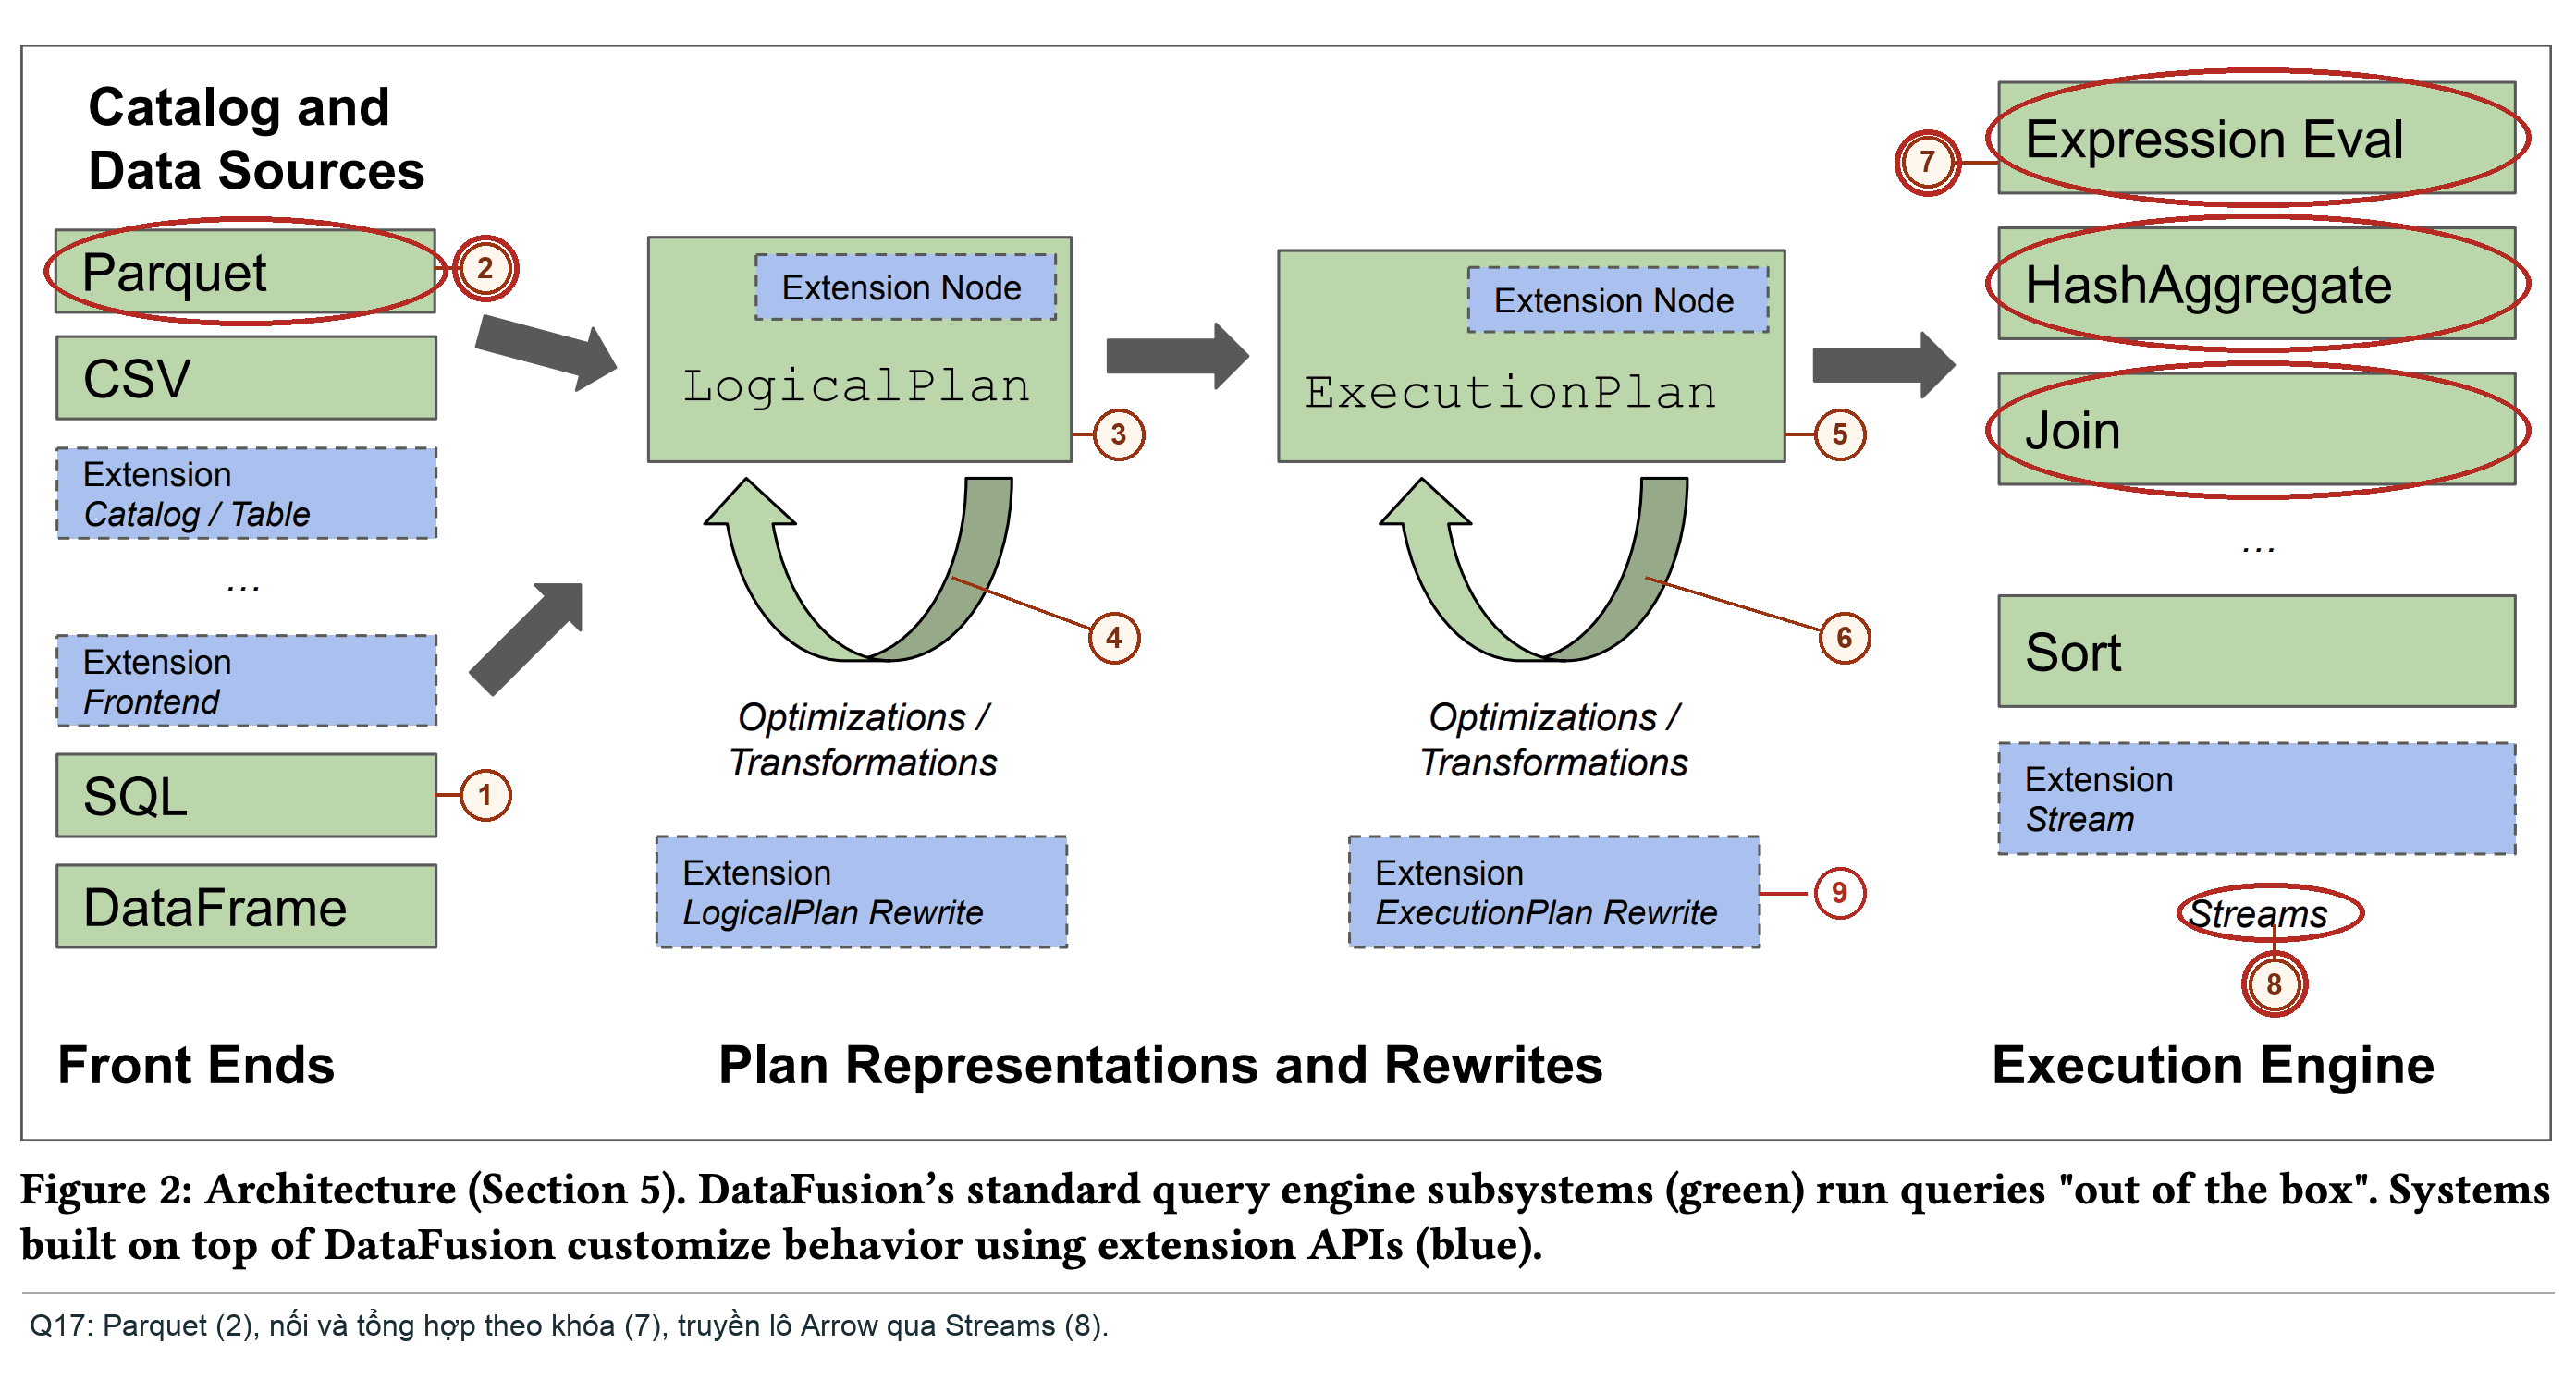 Catalog and
Data Sources
Parquet
2
CSV
Extension
Catalog / Table
...
Extension
Frontend
SQL
1
DataFrame
Front Ends
Extension Node
LogicalPlan
3
4
Optimizations /
Transformations
Extension
LogicalPlan Rewrite
Extension Node
ExecutionPlan
5
6
Optimizations /
Transformations
Extension
ExecutionPlan Rewrite
9
Plan Representations and Rewrites
7
Expression Eval
HashAggregate
Join
...
Sort
Extension
Stream
Streams
8
Execution Engine
Figure 2: Architecture (Section 5). DataFusion’s standard query engine subsystems (green) run queries "out of the box". Systems
built on top of DataFusion customize behavior using extension APIs (blue).
Q17: Parquet (2), nối và tổng hợp theo khóa (7), truyền lô Arrow qua Streams (8).